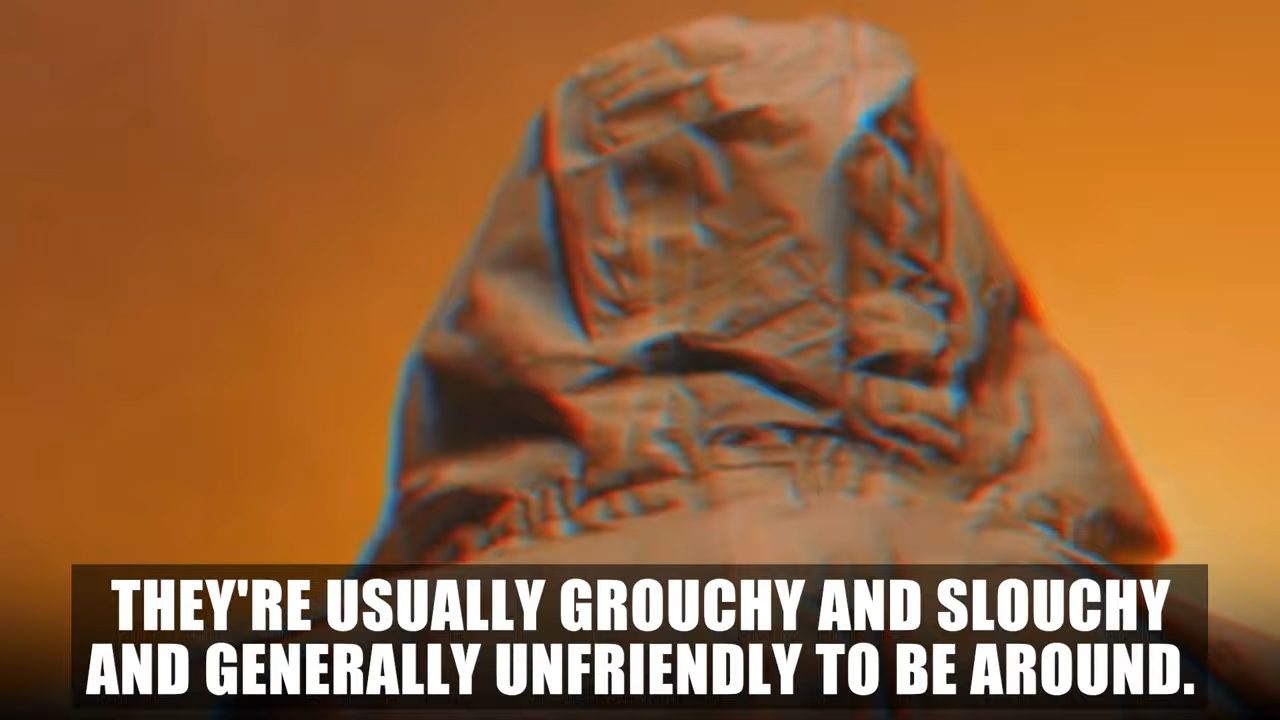 THEY'RE USUALLY GROUCHY AND SLOUCHY
AND GENERALLY UNFRIENDLY TO BE AROUND.